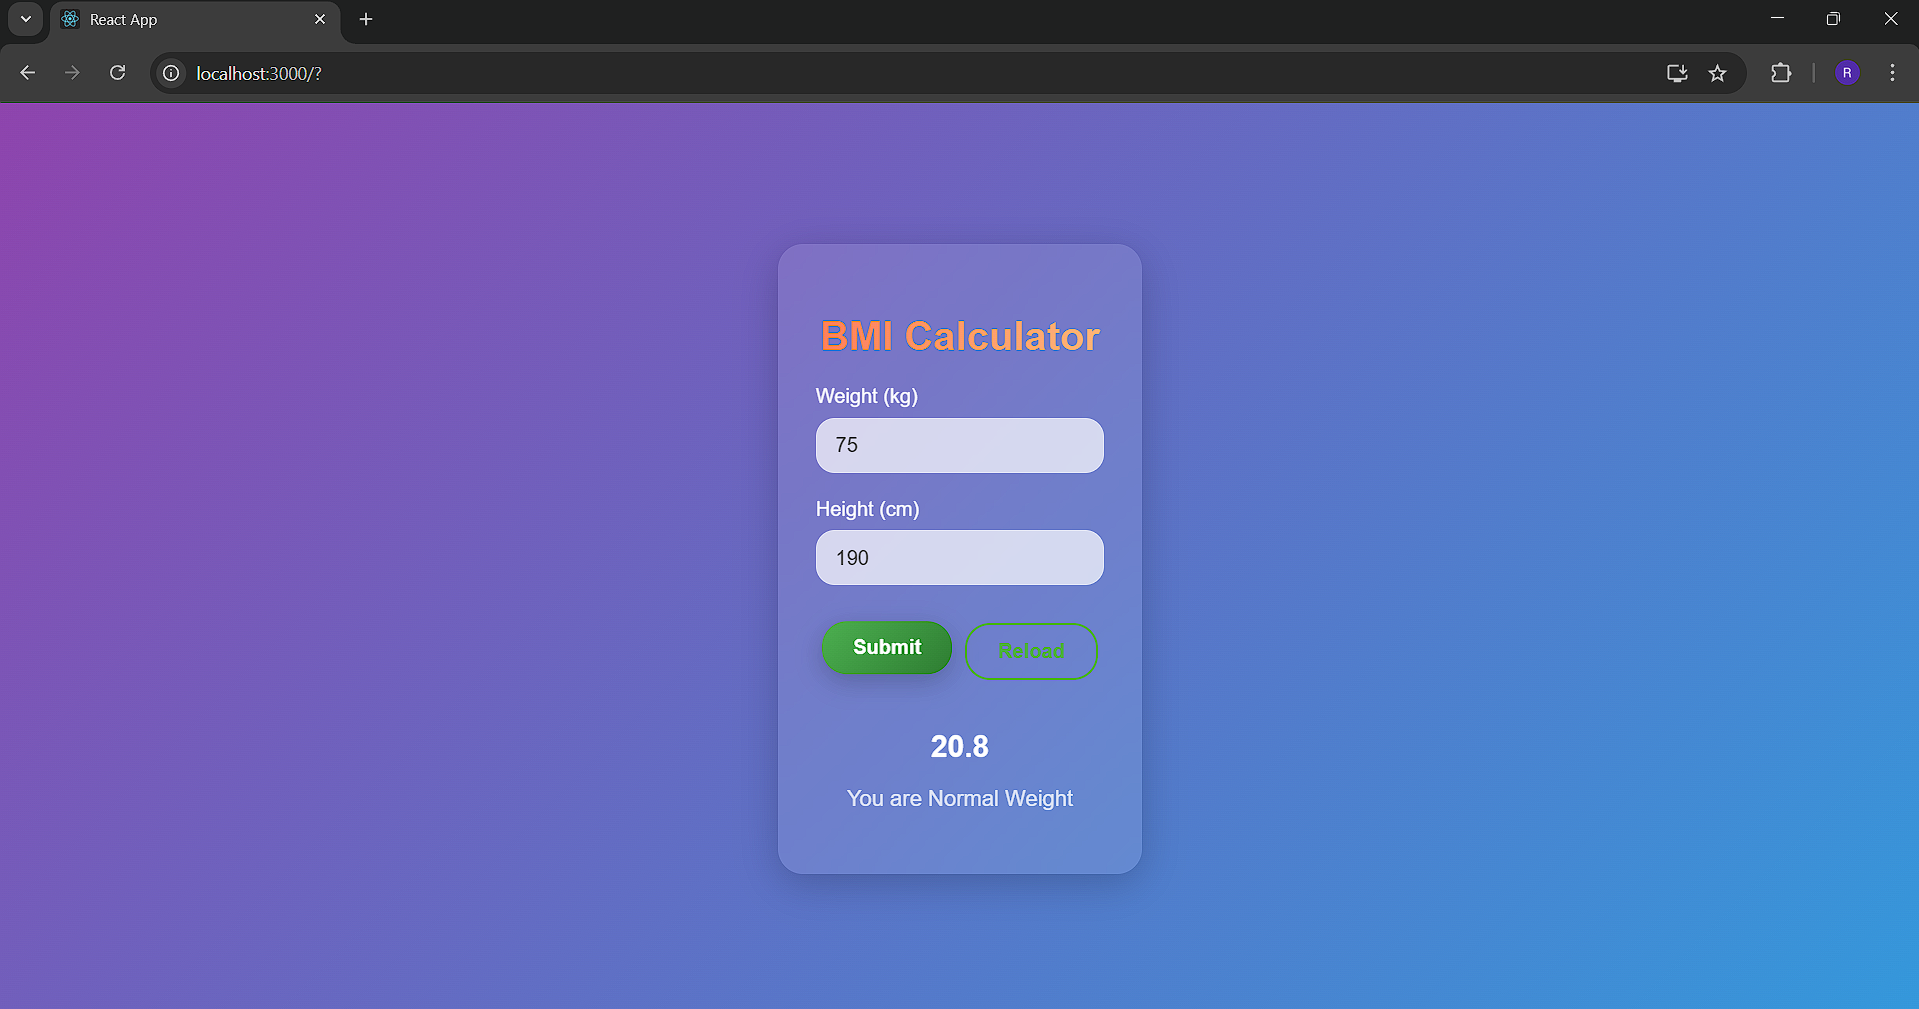 React App
localhost:3000/?
R
BMI Calculator
Weight (kg)
75
Height (cm)
190
Submit Reload
20.8
You are Normal Weight